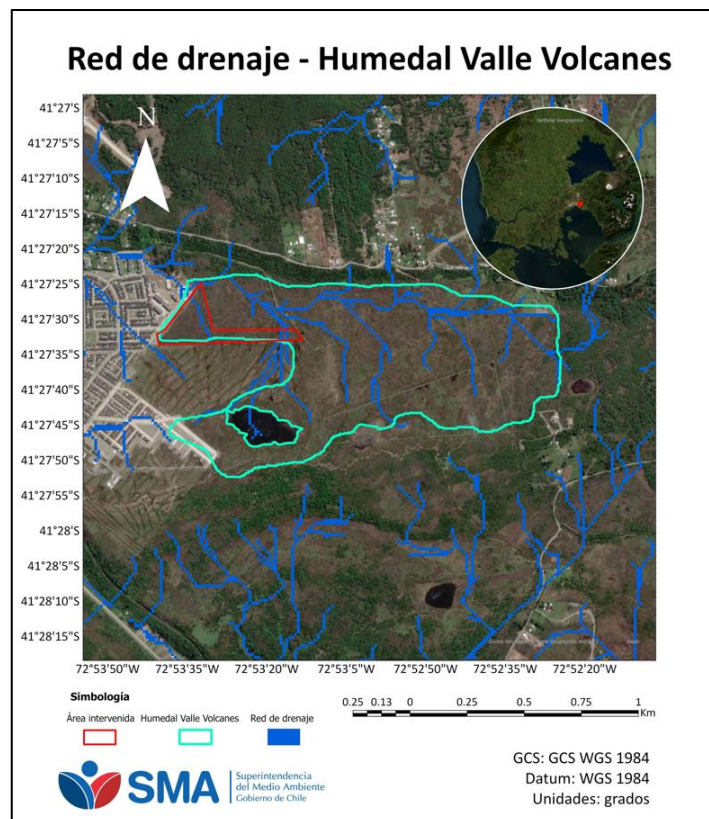 Red de drenaje - Humedal Valle Volcanes
N
41°27'S
41°27'5"S
41°27'10"S
41°27'15"S
41°27'20"S
41°27'25"S
41°27'30"S
41°27'35"S
41°27'40"S
41°27'45"S
41°27'50"S
41°27'55"S
41°28'S
41°28'5"S
41°28'10"S
41°28'15"S
72°53'50"W 72°53'35"W 72°53'20"W 72°53'5"W 72°52'50"W 72°52'35"W 72°52'20"W
Simbología
Área intervenida Humedal Valle Volcanes Red de drenaje
0.25 0.13 0 0.25 0.5 0.75 1
Km
GCS: GCS WGS 1984
Datum: WGS 1984
Unidades: grados
SMA
Superintendencia
del Medio Ambiente
Gobierno de Chile